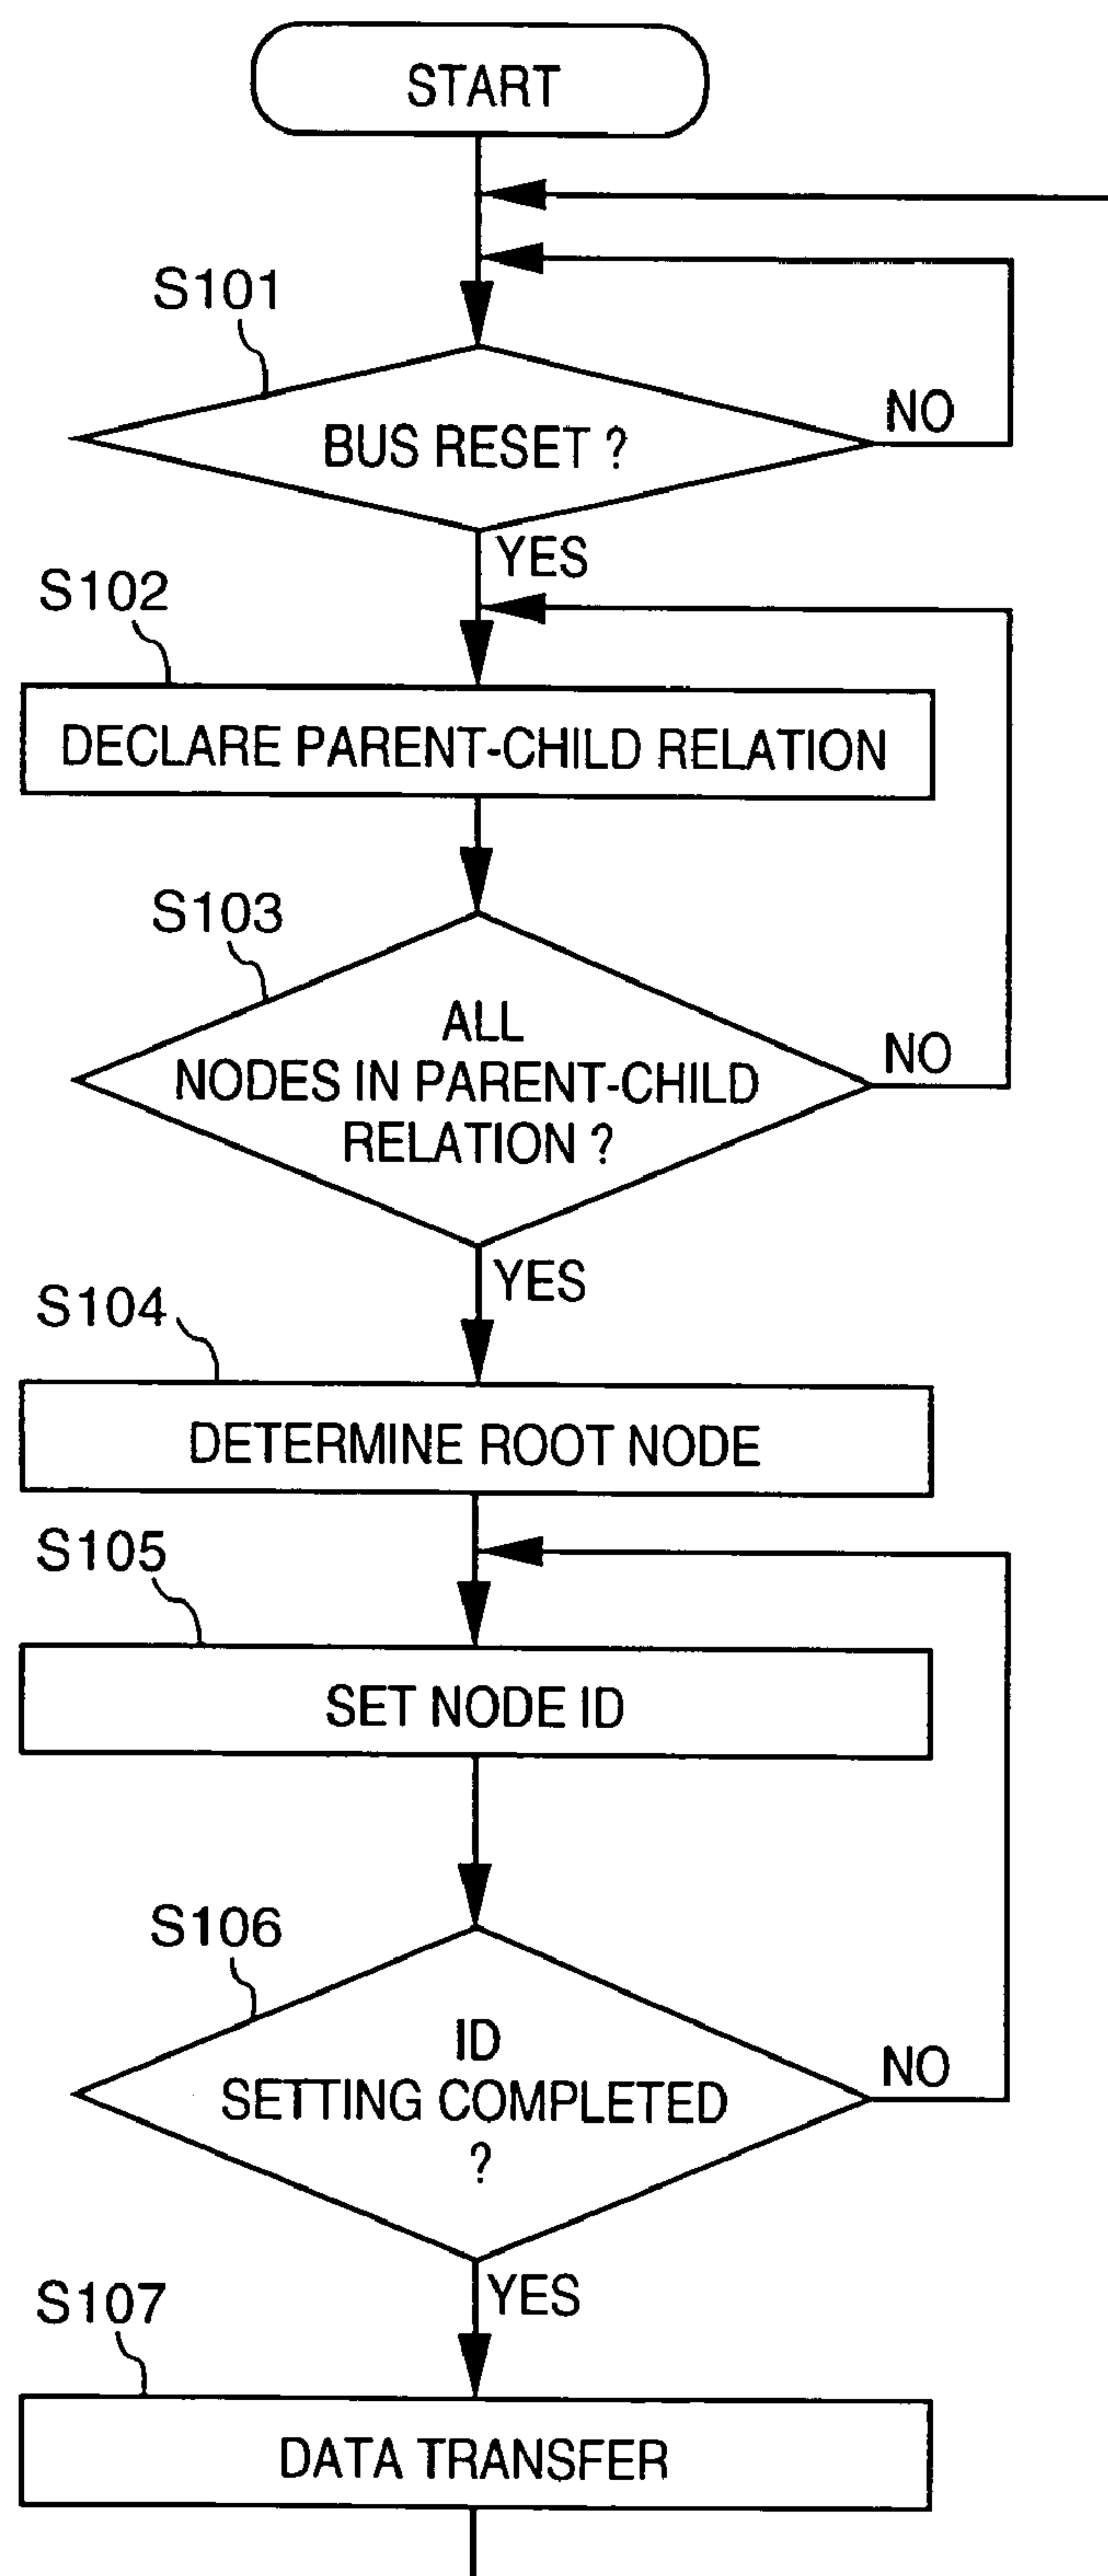 START
S101
BUS RESET ?
NO
YES
S102
DECLARE PARENT-CHILD RELATION
S103
ALL
NODES IN PARENT-CHILD
RELATION ?
NO
YES
S104
DETERMINE ROOT NODE
S105
SET NODE ID
S106
ID
SETTING COMPLETED
?
NO
YES
S107
DATA TRANSFER